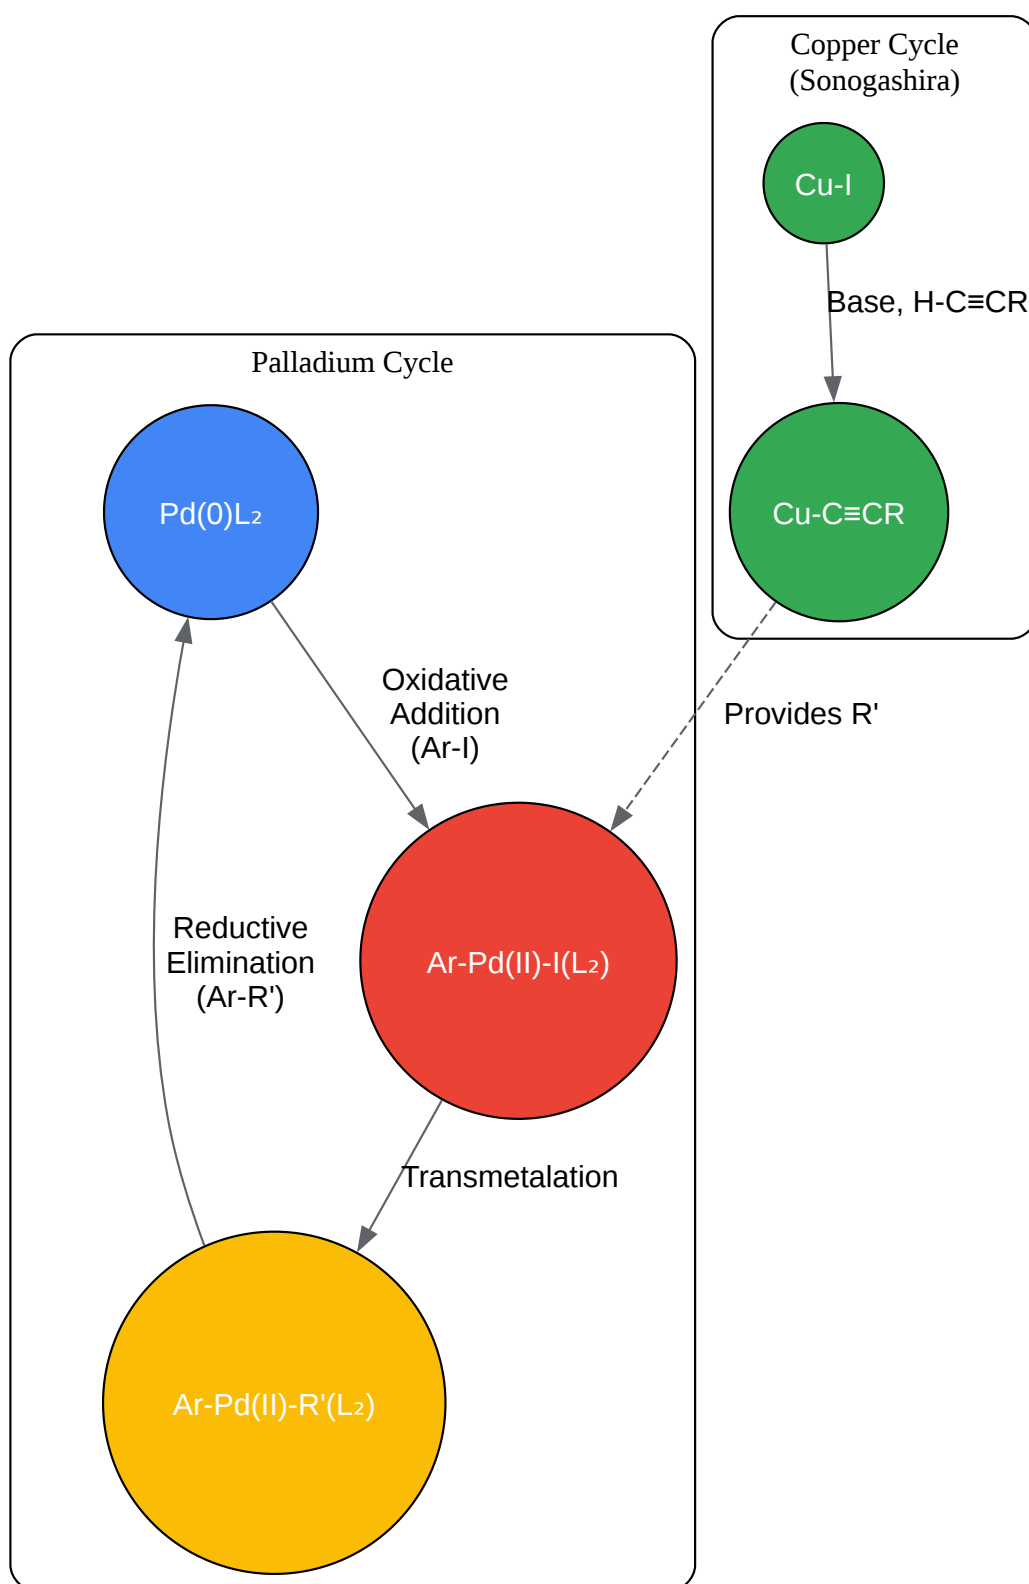 Copper Cycle
(Sonogashira)
Cu-I
Base, H-C≡CR
Palladium Cycle
Pd(0)L₂
Cu-C≡CR
Oxidative
Addition
(Ar-I)
Provides R'
Reductive
Elimination
(Ar-R')
Ar-Pd(II)-I(L₂)
Transmetalation
Ar-Pd(II)-R'(L₂)